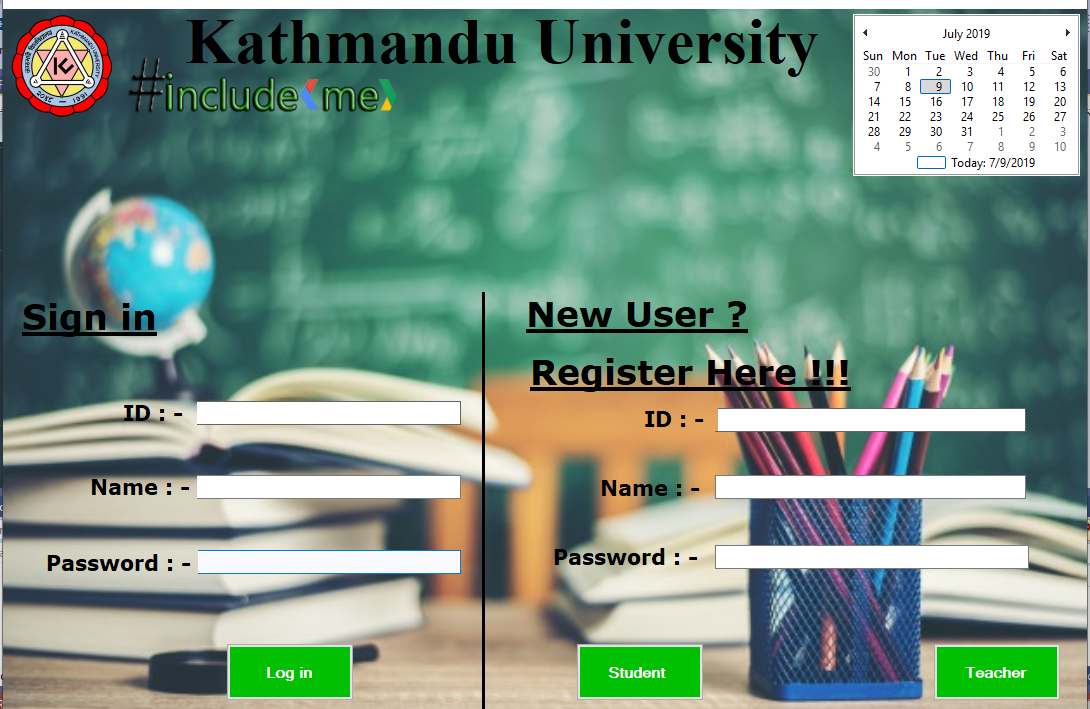 Kathmandu University
#include<me>
1991
July 2019
Sun Mon Tue Wed Thu Fri Sat
30 1 2 3 4 5 6
7 8 9 10 11 12 13
14 15 16 17 18 19 20
21 22 23 24 25 26 27
28 29 30 31 1 2 3
4 5 6 7 8 9 10
Today: 7/9/2019
Sign in
ID : -
Name : -
Password : -
Log in
New User ?
Register Here !!!
ID : -
Name : -
Password : -
Student
Teacher